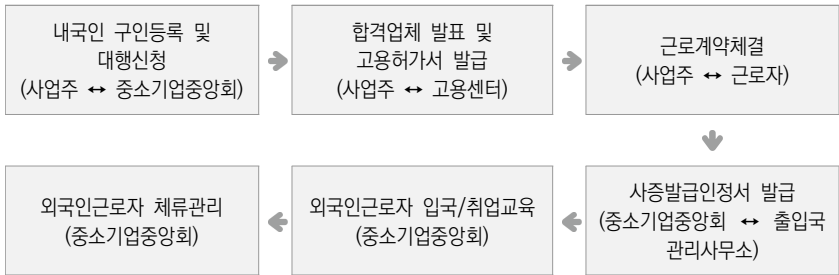 내국인 구인등록 및
대행신청
(사업주 ↔ 중소기업중앙회)
합격업체 발표 및
고용허가서 발급
(사업주 ↔ 고용센터)
근로계약체결
(사업주 ↔ 근로자)
사증발급인정서 발급
(중소기업중앙회 ↔ 출입국
관리사무소)
외국인근로자 입국/취업교육
(중소기업중앙회)
외국인근로자 체류관리
(중소기업중앙회)